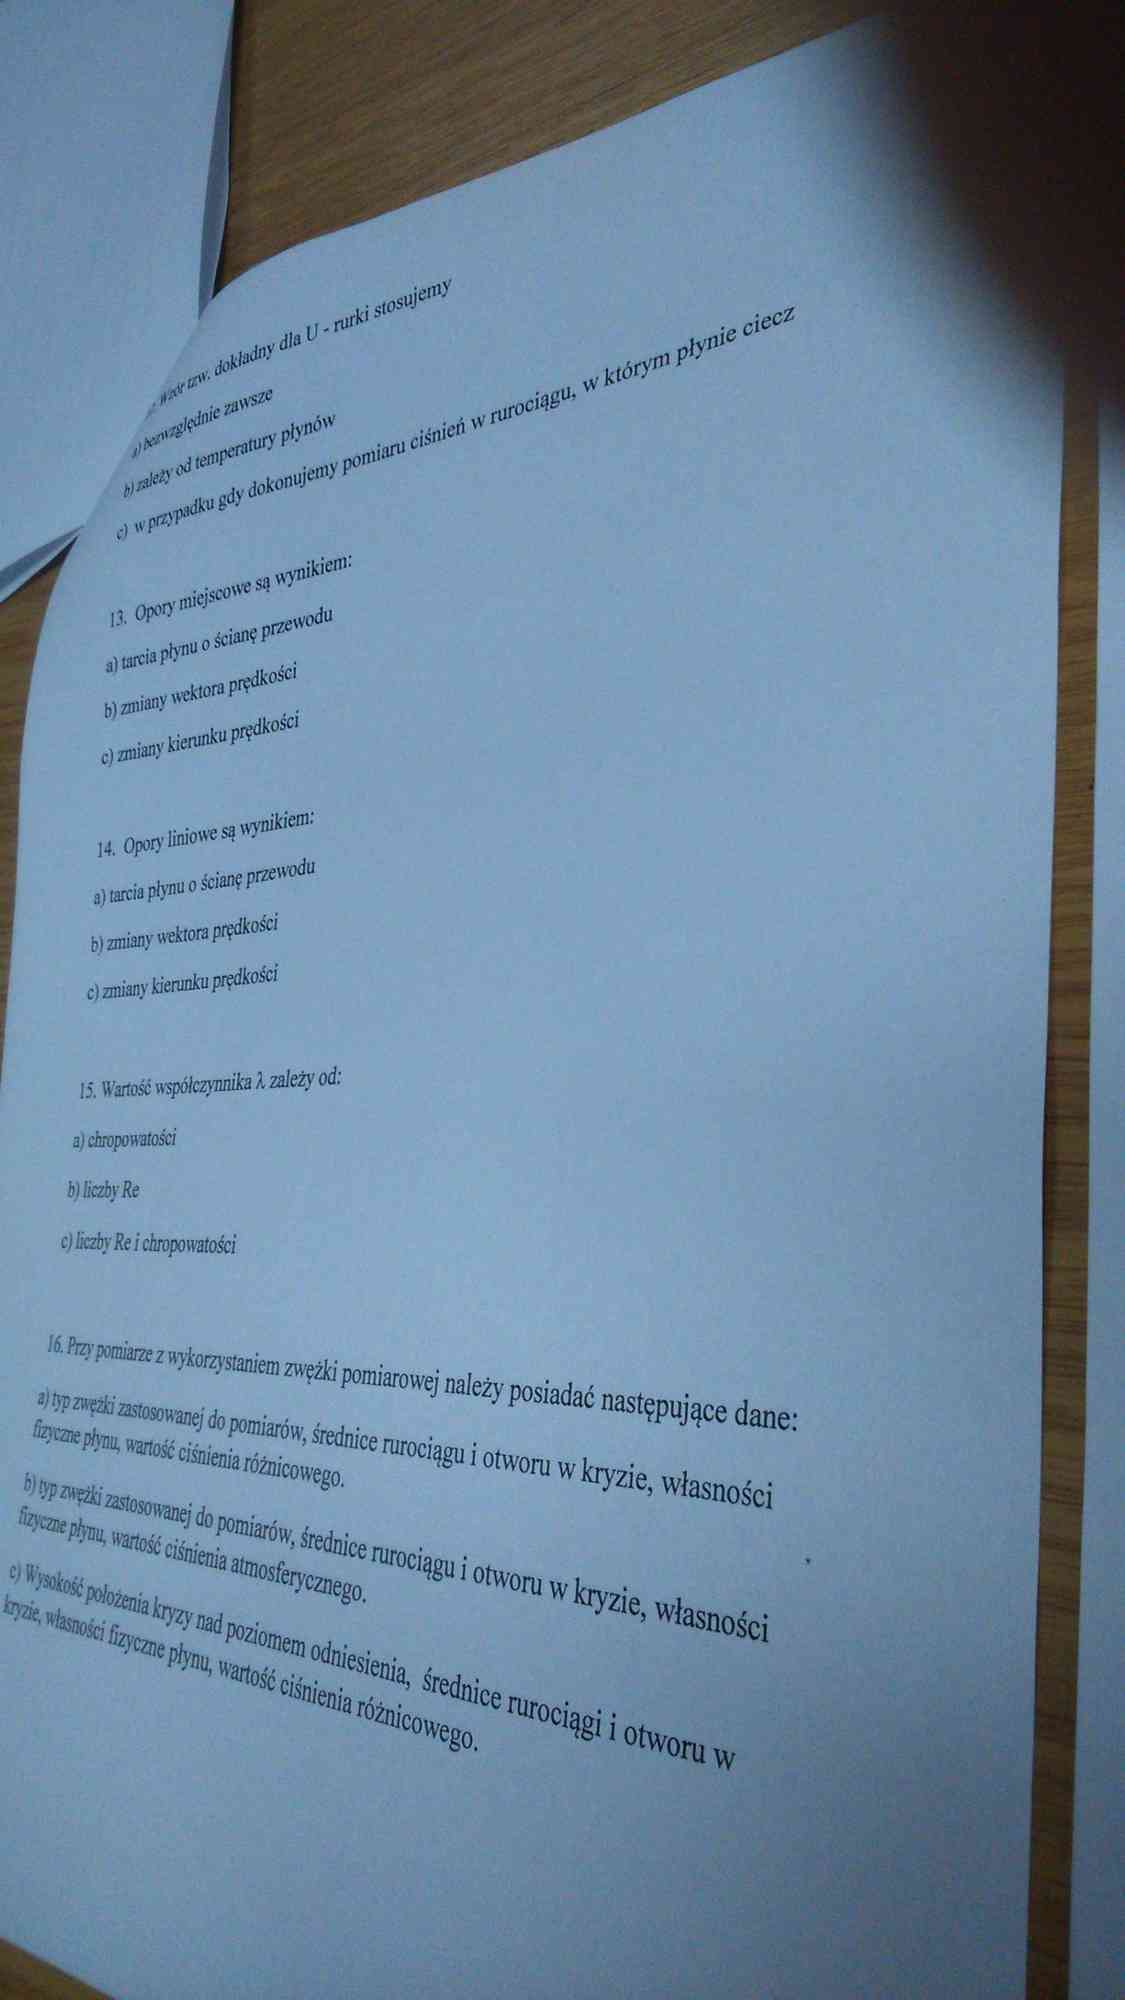 Wzór tzw. dokładny dla U - rurki stosujemy
a) bezwzględnie zawsze
b) zależy od temperatury płynów
c) w przypadku gdy dokonujemy pomiaru ciśnień w rurociągu, w którym płynie ciecz
13. Opory miejscowe są wynikiem:
a) tarcia płynu o ścianę przewodu
b) zmiany wektora prędkości
c) zmiany kierunku prędkości
14. Opory liniowe są wynikiem:
a) tarcia płynu o ścianę przewodu
b) zmiany wektora prędkości
c) zmiany kierunku prędkości
15. Wartość współczynnika λ zależy od:
a) chropowatości
b) liczby Re
c) liczby Re i chropowatości
16. Przy pomiarze z wykorzystaniem zwężki pomiarowej należy posiadać następujące dane:
a) typ zwężki zastosowanej do pomiarów, średnice rurociągu i otworu w kryzie, własności
fizyczne płynu, wartość ciśnienia różnicowego.
b) typ zwężki zastosowanej do pomiarów, średnice rurociągu i otworu w kryzie, własności
fizyczne płynu, wartość ciśnienia atmosferycznego.
c) Wysokość położenia kryzy nad poziomem odniesienia, średnice rurociągi i otworu w
kryzie, własności fizyczne płynu, wartość ciśnienia różnicowego.